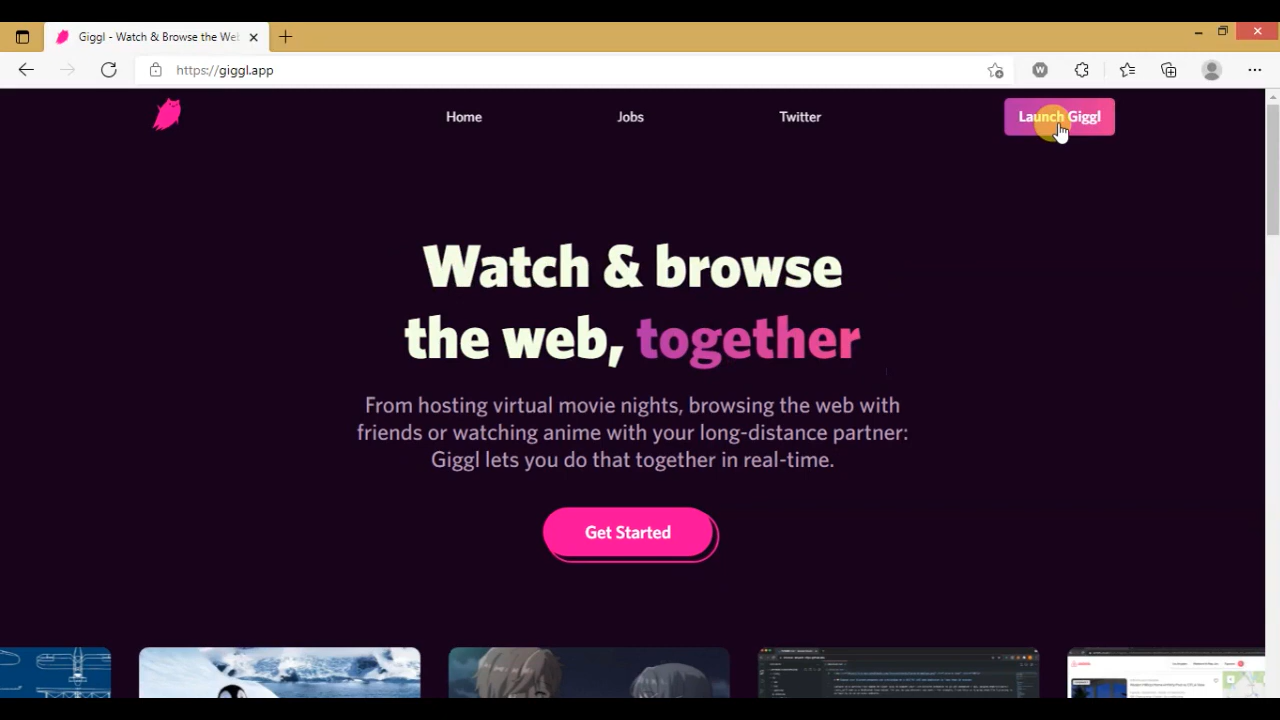 Giggl - Watch & Browse the Web
https://giggl.app
Home
Jobs
Twitter
Launch Giggl
Watch & browse
the web, together
From hosting virtual movie nights, browsing the web with
friends or watching anime with your long-distance partner:
Giggl lets you do that together in real-time.
Get Started